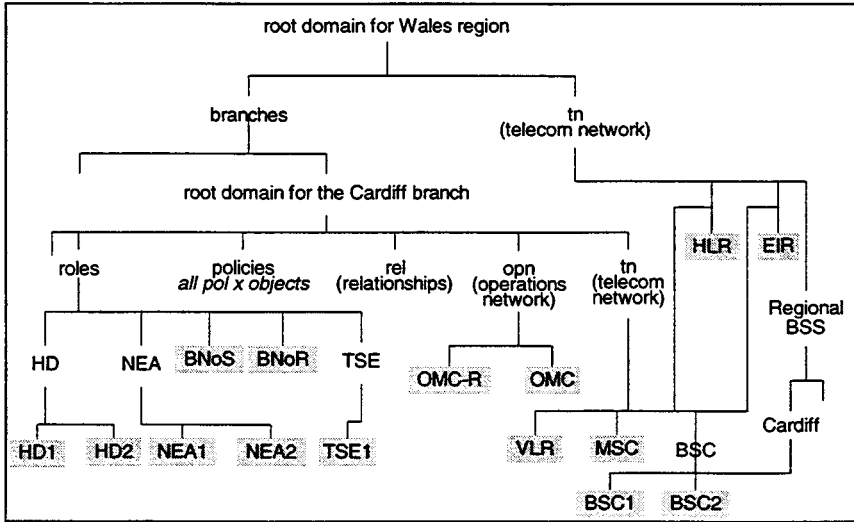 root domain for Wales region
branches
tn
(telecom network)
root domain for the Cardiff branch
HLR
EIR
roles
policies
all pol x objects
rel
(relationships)
opn
(operations
network)
tn
(telecom
network)
Regional
BSS
HD
NEA
BNoS
BNoR
TSE
OMC-R
OMC
Cardiff
HD1
HD2
NEA1
NEA2
TSE1
VLR
MSC
BSC
BSC1
BSC2